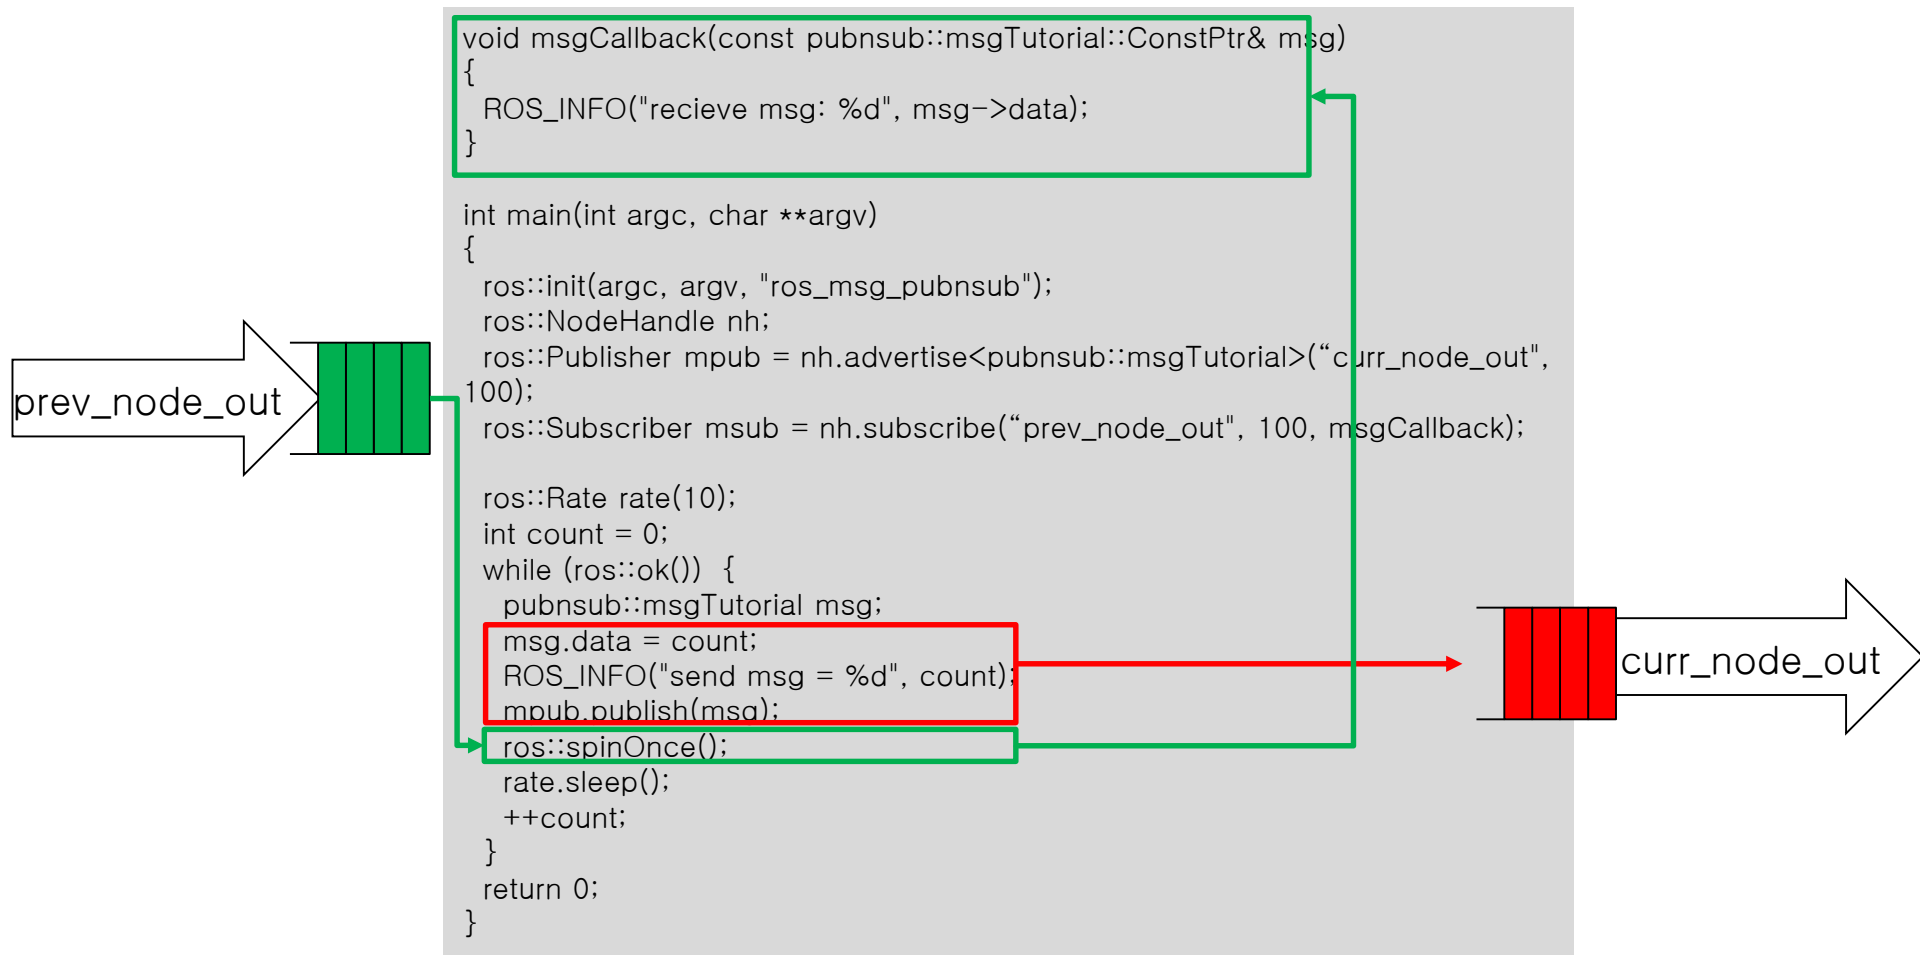 void msgCallback(const pubnsub::msgTutorial::ConstPtr& msg)
{
ROS_INFO("recieve msg: %d", msg->data);
}
int main(int argc, char **argv)
{
ros::init(argc, argv, "ros_msg_pubnsub");
ros::NodeHandle nh;
ros::Publisher mpub = nh.advertise<pubnsub::msgTutorial>(“curr_node_out",
100);
ros::Subscriber msub = nh.subscribe(“prev_node_out", 100, msgCallback);
prev_node_out
ros::Rate rate(10);
int count = 0;
while (ros::ok()) {
pubnsub::msgTutorial msg;
msg.data = count;
ROS_INFO("send msg = %d", count);
mpub.publish(msg);
ros::spinOnce();
rate.sleep();
++count;
}
return 0;
}
curr_node_out